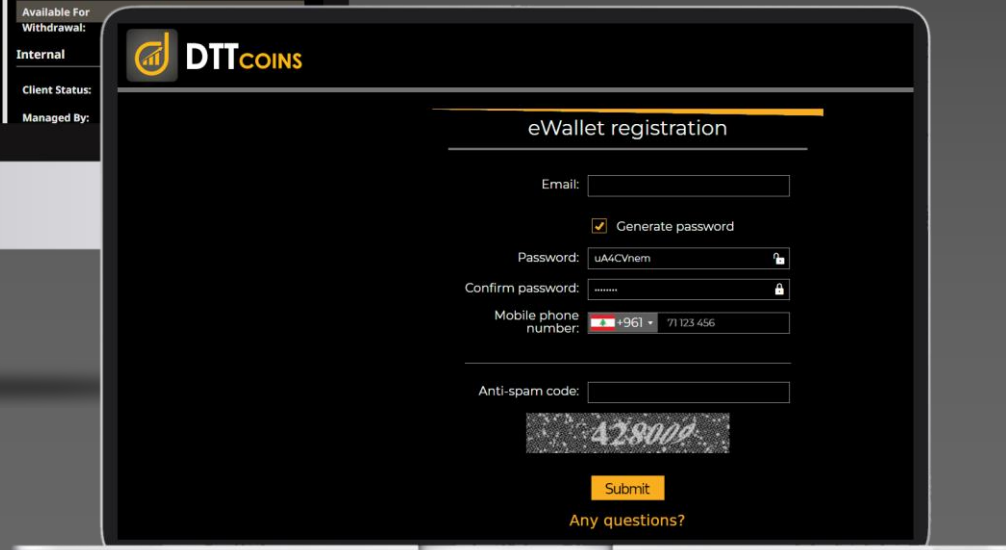 Available For
Withdrawal:
Internal
Client Status:
Managed By:
DTTCOINS
eWallet registration
Email:
Generate password
Password: uA4CVnem
Confirm password: ........
Mobile phone
number: +961 71 123 456
Anti-spam code:
428009
Submit
Any questions?